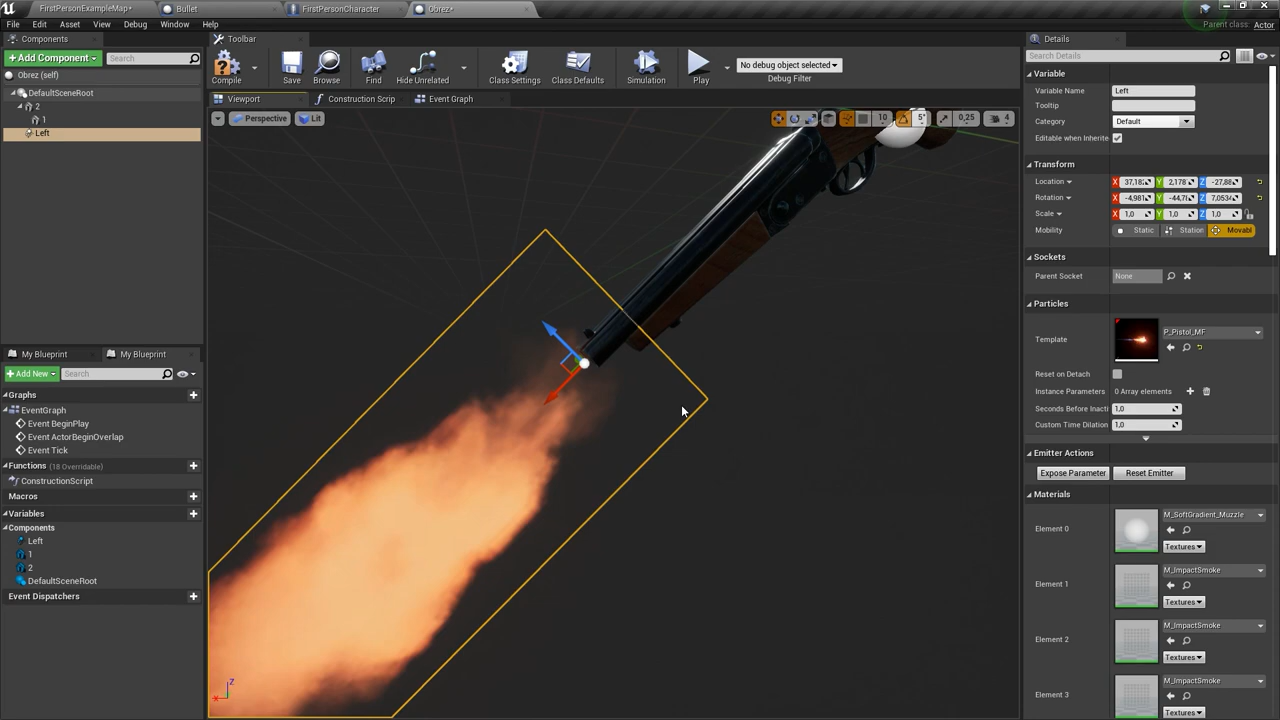 FirstPersonExampleMap*
Bullet
FirstPersonCharacter
Obrez*
File
Edit
Asset
View
Debug
Window
Help
Parent class:
Actor
Components
Add Component
Search
Obrez (self)
DefaultSceneRoot
2
1
Left
Toolbar
Compile
Save
Browse
Find
Hide Unrelated
Class Settings
Class Defaults
Simulation
Play
No debug object selected
Debug Filter
Viewport
Construction Scrip
Event Graph
Perspective
Lit
10
5°
0,25
4
My Blueprint
My Blueprint
Add New
Search
Graphs
EventGraph
Event BeginPlay
Event ActorBeginOverlap
Event Tick
Functions (18 Overridable)
ConstructionScript
Macros
Variables
Components
Left
1
2
DefaultSceneRoot
Event Dispatchers
Z
X
Details
Search Details
Variable
Variable Name
Left
Tooltip
Category
Default
Editable when Inherite
Transform
Location
X
Y 2,178
Z
Rotation
X
Y
Z
Scale
X 1,0
Y 1,0
Z 1,0
Mobility
Static
Station
Movabl
Sockets
Parent Socket
None
Particles
Template
P_Pistol_MF
Reset on Detach
Instance Parameters
0 Array elements
Seconds Before Inacti
1,0
Custom Time Dilation
1,0
Emitter Actions
Expose Parameter
Reset Emitter
Materials
Element 0
M_SoftGradient_Muzzle
Textures
Element 1
M_ImpactSmoke
Textures
Element 2
M_ImpactSmoke
Textures
Element 3
M_ImpactSmoke
Textures